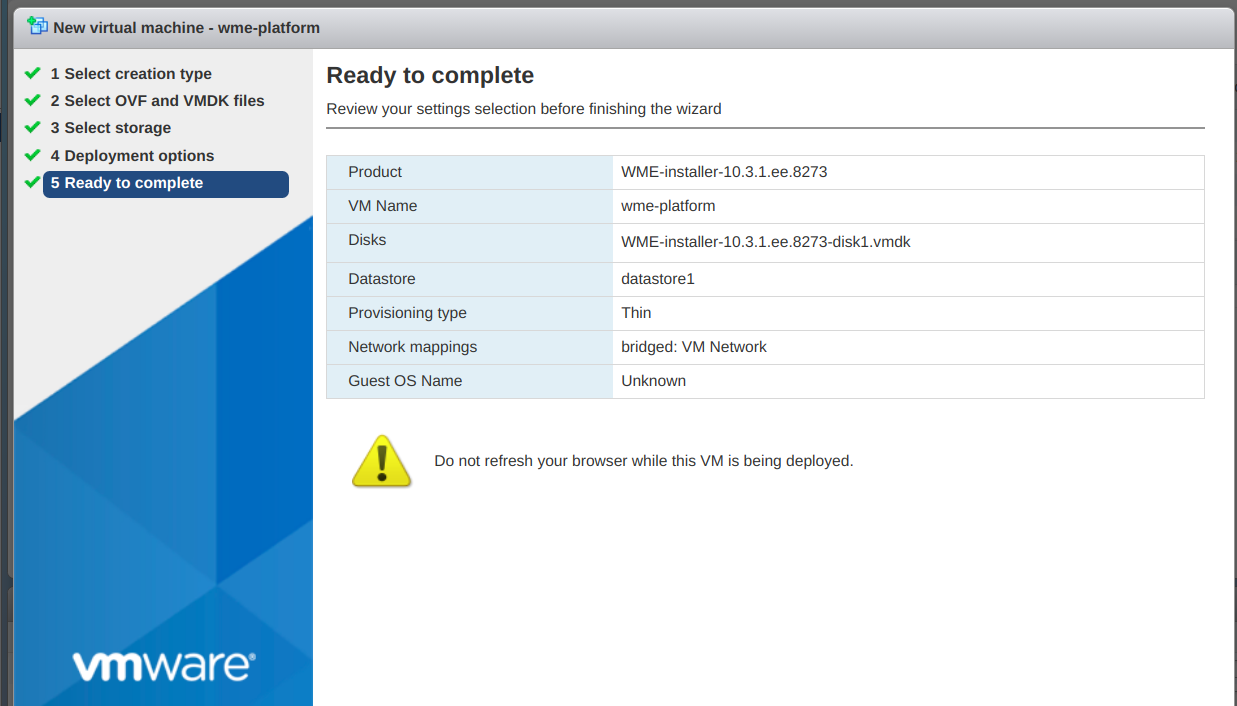 New virtual machine - wme-platform
1 Select creation type
2 Select OVF and VMDK files
3 Select storage
4 Deployment options
5 Ready to complete
vmware®
Ready to complete
Review your settings selection before finishing the wizard
Product WME-installer-10.3.1.ee.8273
VM Name wme-platform
Disks WME-installer-10.3.1.ee.8273-disk1.vmdk
Datastore datastore1
Provisioning type Thin
Network mappings bridged: VM Network
Guest OS Name Unknown
Do not refresh your browser while this VM is being deployed.